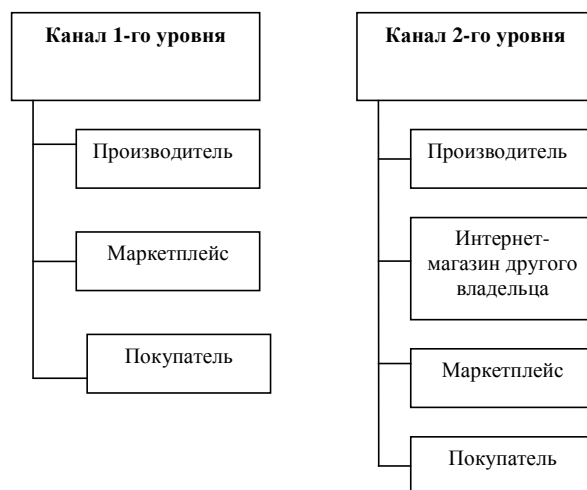 Канал 1-го уровня
Производитель
Маркетплейс
Покупатель
Канал 2-го уровня
Производитель
Интернет-
магазин другого
владельца
Маркетплейс
Покупатель